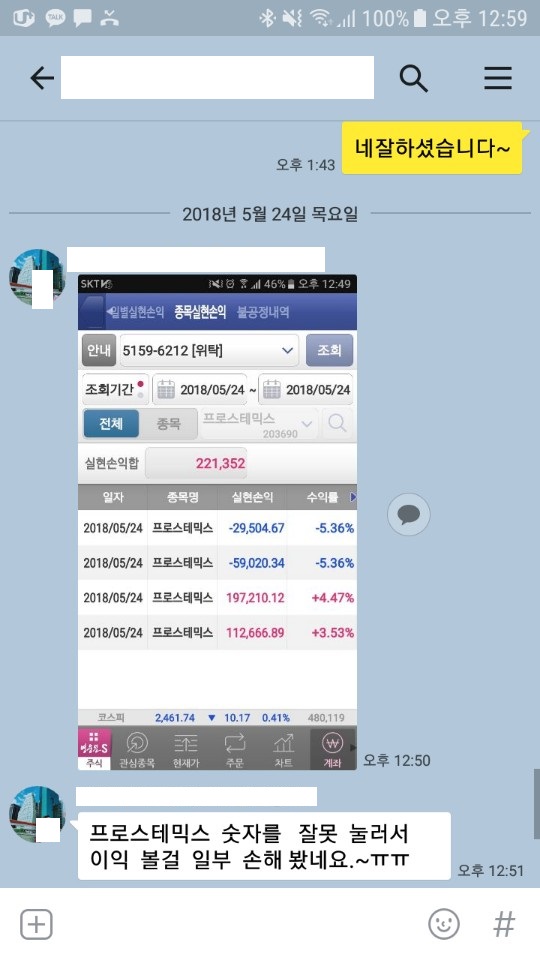 TALK 100% 오후 12:59
네잘하셨습니다~
오후 1:43
2018년 5월 24일 목요일
SKT 46% 오후 12:49
일별실현손익 종목실현손익 불공정내역
안내 5159-6212 [위탁] 조회
조회기간 2018/05/24 ~ 2018/05/24
전체 종목 프로스테믹스
203690
실현손익합 221,352
일자 종목명 실현손익 수익률
2018/05/24 프로스테믹스 -29,504.67 -5.36%
2018/05/24 프로스테믹스 -59,020.34 -5.36%
2018/05/24 프로스테믹스 197,210.12 +4.47%
2018/05/24 프로스테믹스 112,666.89 +3.53%
코스피 2,461.74 ▼ 10.17 0.41% 480,119
주식 관심종목 현재가 주문 차트 계좌
오후 12:50
프로스테믹스 숫자를 잘못 눌러서
이익 볼걸 일부 손해 봤네요.~ㅠㅠ
오후 12:51
#